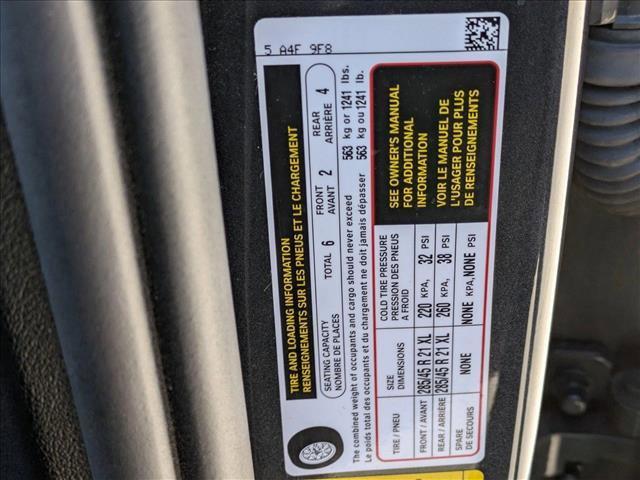 5 A4F 9F8
TIRE AND LOADING INFORMATION
RENSEIGNEMENTS SUR LES PNEUS ET LE CHARGEMENT
SEATING CAPACITY TOTAL 6 FRONT 2 REAR 4
NOMBRE DE PLACES AVANT ARRIÈRE
The combined weight of occupants and cargo should never exceed 563 kg or 1241 lbs.
Le poids total des occupants et du chargement ne doit jamais dépasser 563 kg ou 1241 lb.
TIRE / PNEU SIZE COLD TIRE PRESSURE
DIMENSIONS PRESSION DES PNEUS
A FROID
FRONT / AVANT 285/45 R 21 XL 220 KPA, 32 PSI
REAR / ARRIÈRE 285/45 R 21 XL 260 KPA, 38 PSI
SPARE NONE NONE KPA, NONE PSI
DE SECOURS
SEE OWNER'S MANUAL
FOR ADDITIONAL
INFORMATION
VOIR LE MANUEL DE
L'USAGER POUR PLUS
DE RENSEIGNEMENTS